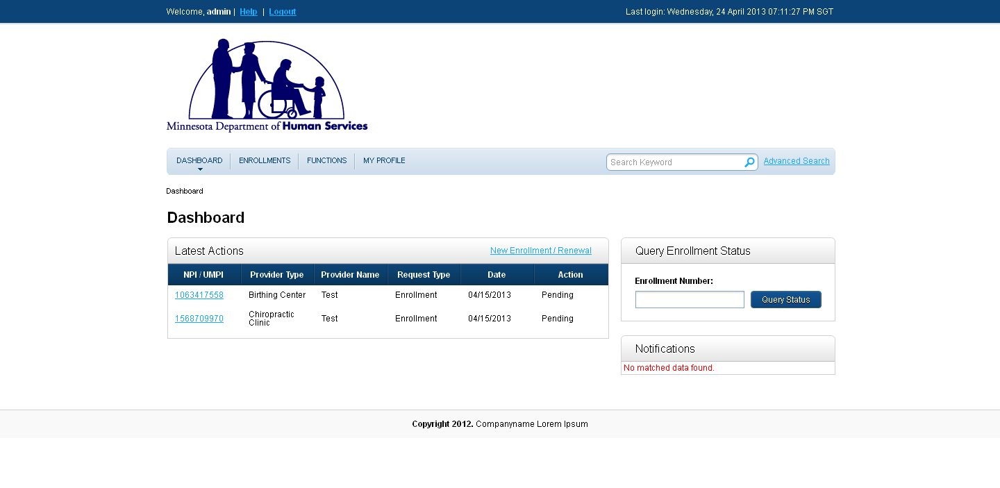 Welcome, admin | Help | Logout
Last login: Wednesday, 24 April 2013 07:11:27 PM SGT
Minnesota Department of Human Services
DASHBOARD ENROLLMENTS FUNCTIONS MY PROFILE
Search Keyword
Advanced Search
Dashboard
Dashboard
Latest Actions
New Enrollment / Renewal
NPI / UMPI Provider Type Provider Name Request Type Date Action
1063417558 Birthing Center Test Enrollment 04/15/2013 Pending
1568709970 Chiropractic Clinic Test Enrollment 04/15/2013 Pending
Query Enrollment Status
Enrollment Number:
Query Status
Notifications
No matched data found.
Copyright 2012. Companyname Lorem Ipsum